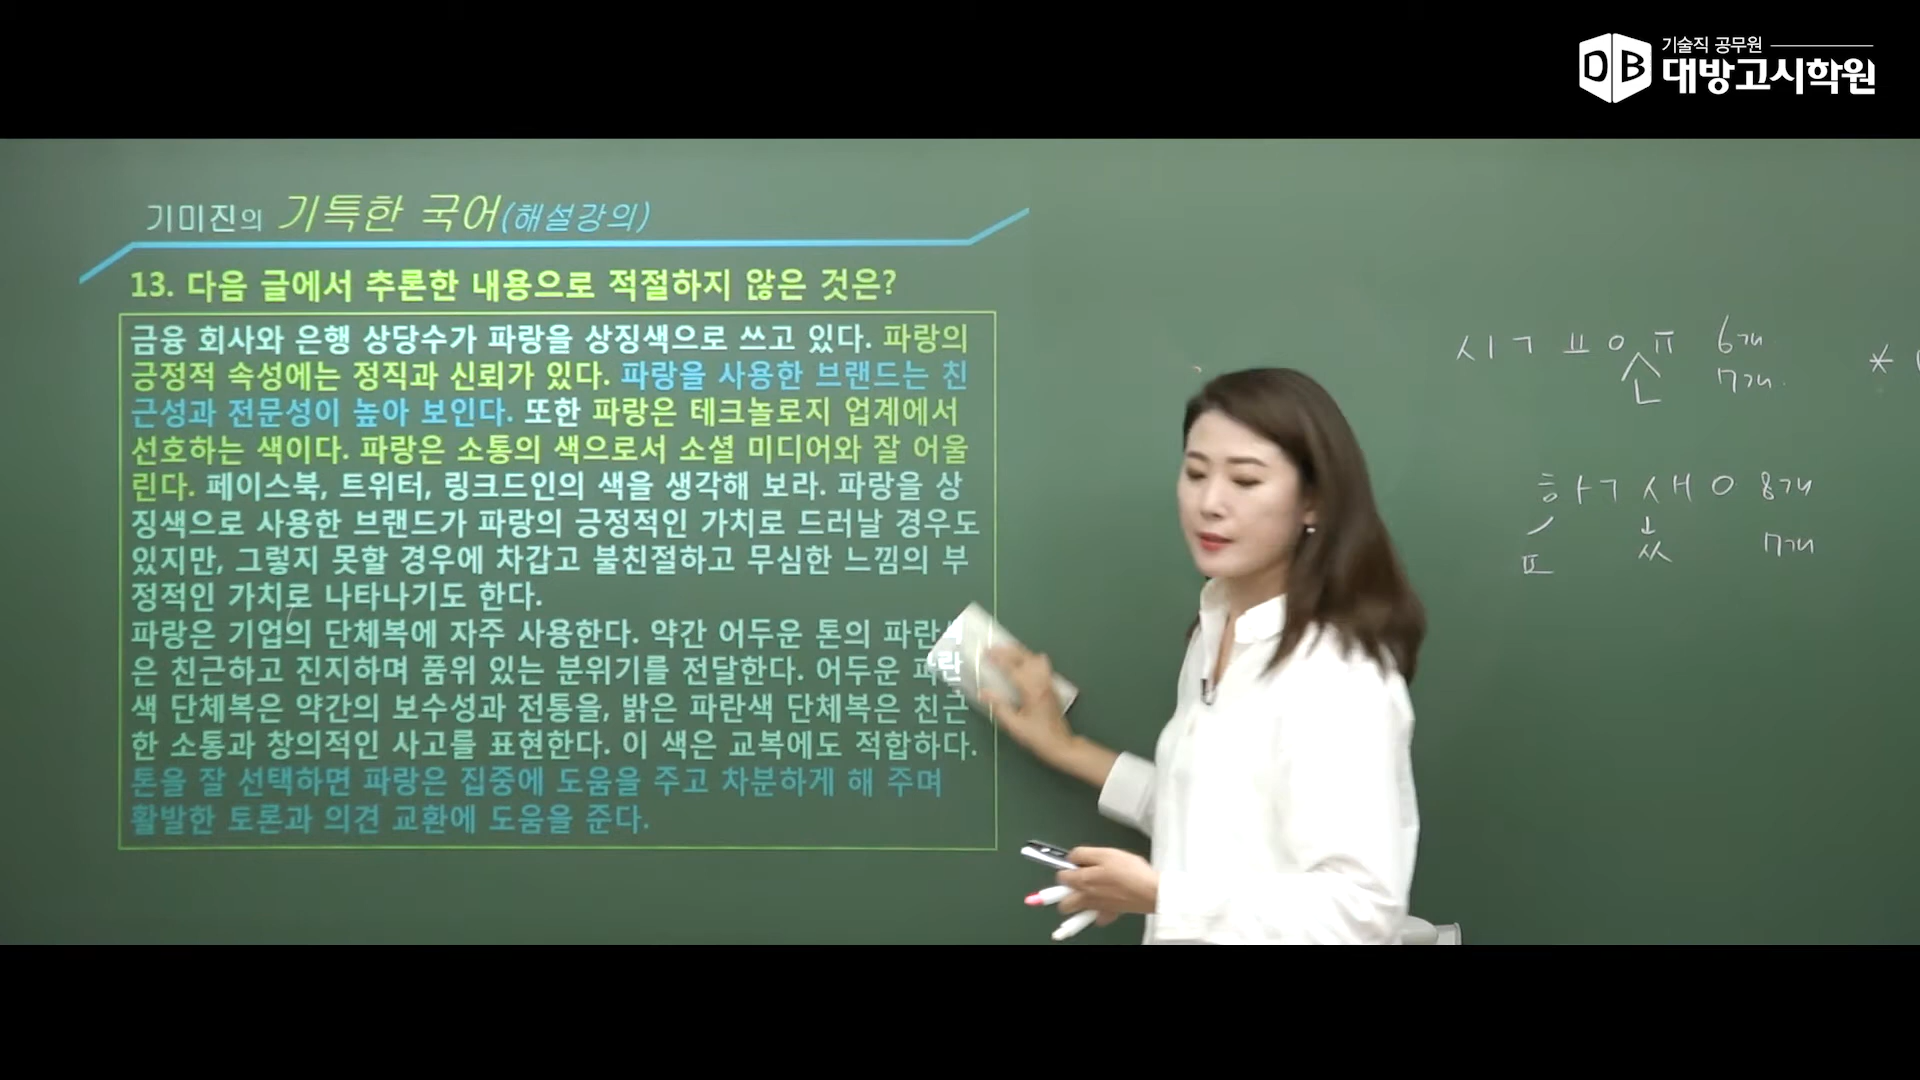 기술직 공무원
DB 대방고시학원
기미진의 기특한 국어(해설강의)
13. 다음 글에서 추론한 내용으로 적절하지 않은 것은?
금융 회사와 은행 상당수가 파랑을 상징색으로 쓰고 있다. 파랑의
긍정적 속성에는 정직과 신뢰가 있다. 파랑을 사용한 브랜드는 친
근성과 전문성이 높아 보인다. 또한 파랑은 테크놀로지 업계에서
선호하는 색이다. 파랑은 소통의 색으로서 소셜 미디어와 잘 어울
린다. 페이스북, 트위터, 링크드인의 색을 생각해 보라. 파랑을 상
징색으로 사용한 브랜드가 파랑의 긍정적인 가치로 드러날 경우도
있지만, 그렇지 못할 경우에 차갑고 불친절하고 무심한 느낌의 부
정적인 가치로 나타나기도 한다.
파랑은 기업의 단체복에 자주 사용한다. 약간 어두운 톤의 파란
은 친근하고 진지하며 품위 있는 분위기를 전달한다. 어두운 파란
색 단체복은 약간의 보수성과 전통을, 밝은 파란색 단체복은 친근
한 소통과 창의적인 사고를 표현한다. 이 색은 교복에도 적합하다.
톤을 잘 선택하면 파랑은 집중에 도움을 주고 차분하게 해 주며
활발한 토론과 의견 교환에 도움을 준다.
ㅅㅣㄱ ㅛ ㅇ ㅠ 6개
ㅅ ㄴ 7개.
ㅎㅏㄱ ㅅㅐ ㅇ 8개
ㅍ ㅆ 7개